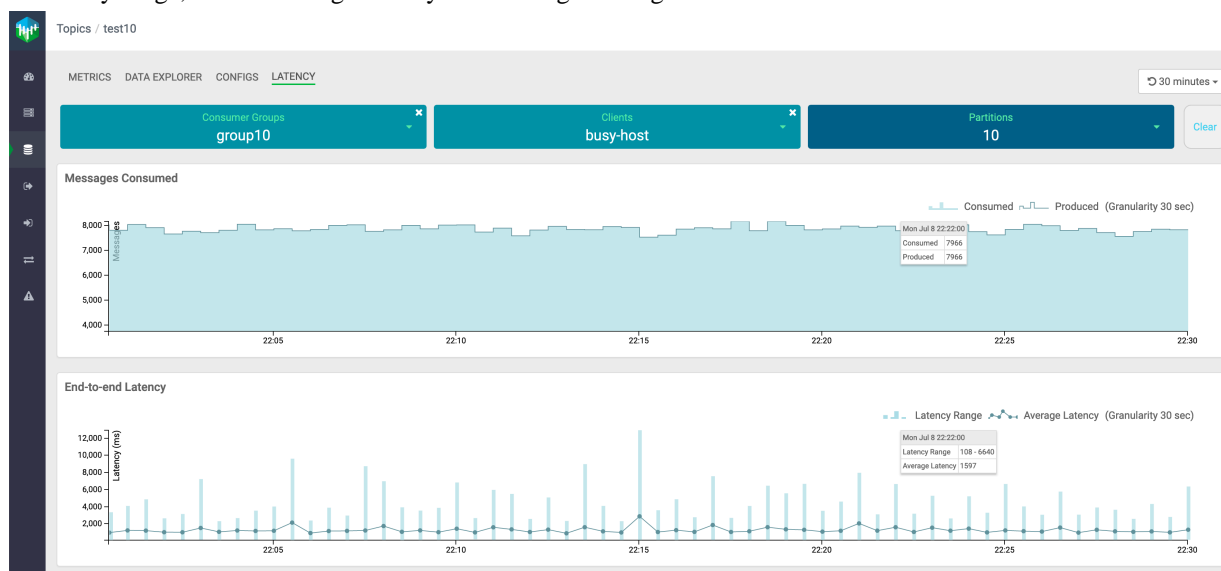 Topics / test10
METRICS DATA EXPLORER CONFIGS LATENCY
30 minutes
Consumer Groups
group10
Clients
busy-host
Partitions
10
Clear
Messages Consumed
Consumed Produced (Granularity 30 sec)
Messages
8,000
7,000
6,000
5,000
4,000
Mon Jul 8 22:22:00
Consumed 7966
Produced 7966
22:05 22:10 22:15 22:20 22:25 22:30
End-to-end Latency
Latency Range Average Latency (Granularity 30 sec)
Latency (ms)
12,000
10,000
8,000
6,000
4,000
2,000
Mon Jul 8 22:22:00
Latency Range 108 - 6640
Average Latency 1597
22:05 22:10 22:15 22:20 22:25 22:30